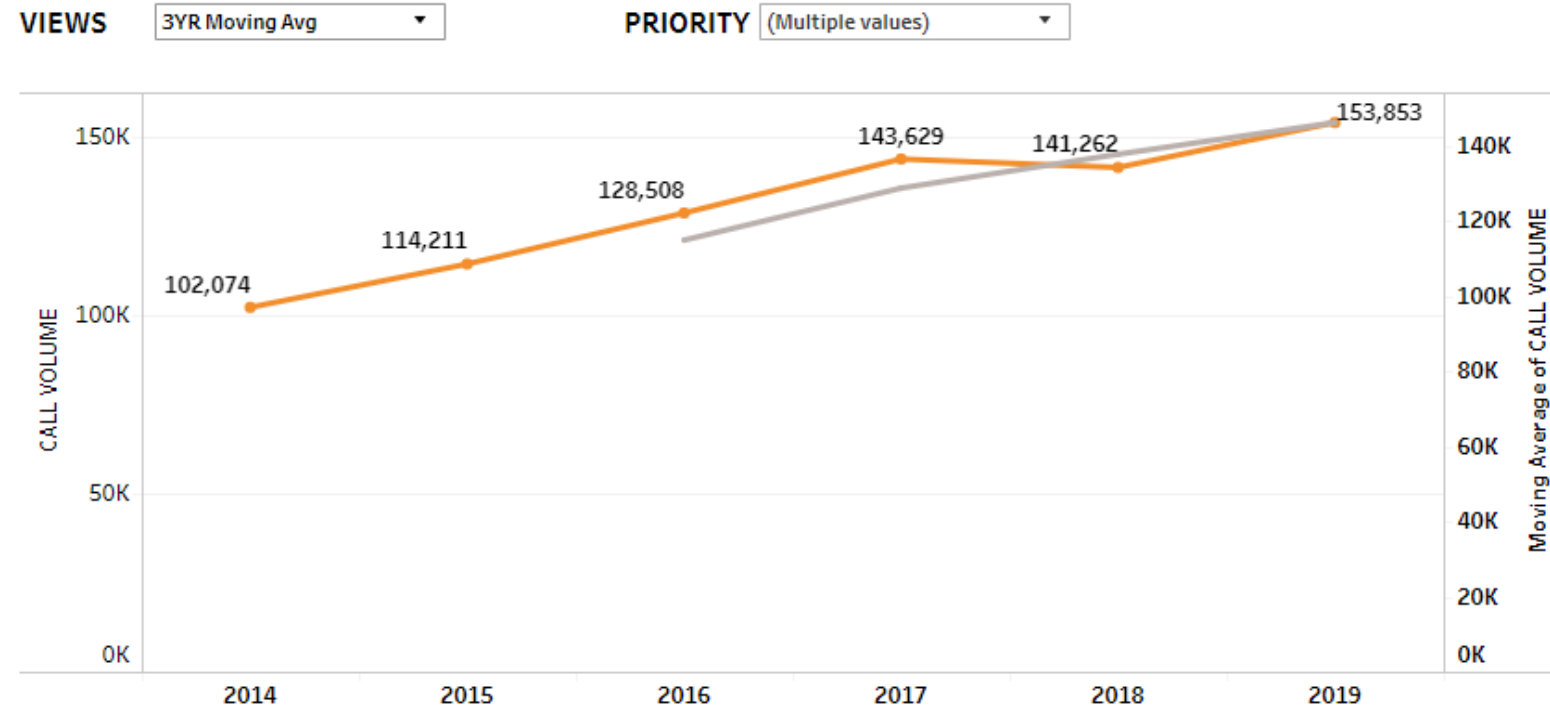 VIEWS 3YR Moving Avg PRIORITY (Multiple values)
CALL VOLUME
150K
100K
50K
0K
102,074
114,211
128,508
143,629
141,262
153,853
140K
120K
100K
80K
60K
40K
20K
0K
Moving Average of CALL VOLUME
2014 2015 2016 2017 2018 2019